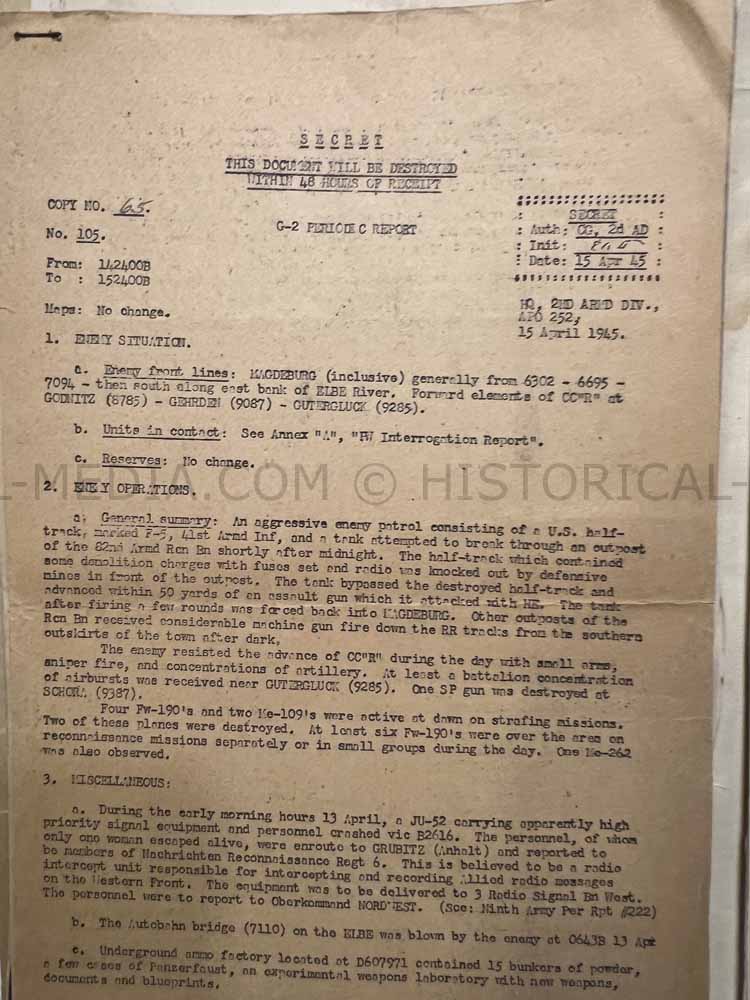 SECRET
THIS DOCUMENT WILL BE DESTROYED
WITHIN 48 HOURS OF RECEIPT
COPY NO. 65.
No. 105.
G-2 PERIODIC REPORT
SECRET
Auth: CG, 2d AD
Init:
Date: 15 Apr 45
From: 142400B
To : 152400B
Maps: No change.
HQ, 2ND ARMD DIV.,
APO 252,
15 April 1945.
1. ENEMY SITUATION.
a. Enemy front lines: MAGDEBURG (inclusive) generally from 6302 - 6695 -
7094 - then south along east bank of ELBE River. Forward elements of CC"R" at
GODNITZ (8785) - GEHRDEN (9087) - GUTERGLUCK (9285).
b. Units in contact: See Annex "A", "PW Interrogation Report".
c. Reserves: No change.
L-MEDIA.COM © HISTORICAL-
2. ENEMY OPERATIONS.
a. General summary: An aggressive enemy patrol consisting of a U.S. half-
track, marked F-5, 41st Armd Inf, and a tank attempted to break through an outpost
of the 82nd Armd Rcn Bn shortly after midnight. The half-track which contained
some demolition charges with fuses set and radio was knocked out by defensive
mines in front of the outpost. The tank bypassed the destroyed half-track and
advanced within 50 yards of an assault gun which it attacked with HE. The tank
after firing a few rounds was forced back into MAGDEBURG. Other outposts of the
Rcn Bn received considerable machine gun fire down the RR tracks from the southern
outskirts of the town after dark.
The enemy resisted the advance of CC"R" during the day with small arms,
sniper fire, and concentrations of artillery. At least a battalion concentration
of airbursts was received near GUTERGLUCK (9285). One SP gun was destroyed at
SCHORA (9387).
Four Fw-190's and two Me-109's were active at dawn on strafing missions.
Two of these planes were destroyed. At least six Fw-190's were over the area on
reconnaissance missions separately or in small groups during the day. One Me-262
was also observed.
3. MISCELLANEOUS:
a. During the early morning hours 13 April, a JU-52 carrying apparently high
priority signal equipment and personnel crashed vic B2616. The personnel, of whom
only one woman escaped alive, were enroute to GRUBITZ (Anhalt) and reported to
be members of Nachrichten Reconnaissance Regt 6. This is believed to be a radio
intercept unit responsible for intercepting and recording Allied radio messages
on the Western Front. The equipment was to be delivered to 3 Radio Signal Bn West.
The personnel were to report to Oberkommand NORDWEST. (See: Ninth Army Per Rpt #222)
b. The Autobahn bridge (7110) on the ELBE was blown by the enemy at 0643B 13 Apr
c. Underground ammo factory located at D607971 contained 15 bunkers of powder,
a few cases of Panzerfaust, an experimental weapons laboratory with new weapons,
documents and blueprints.